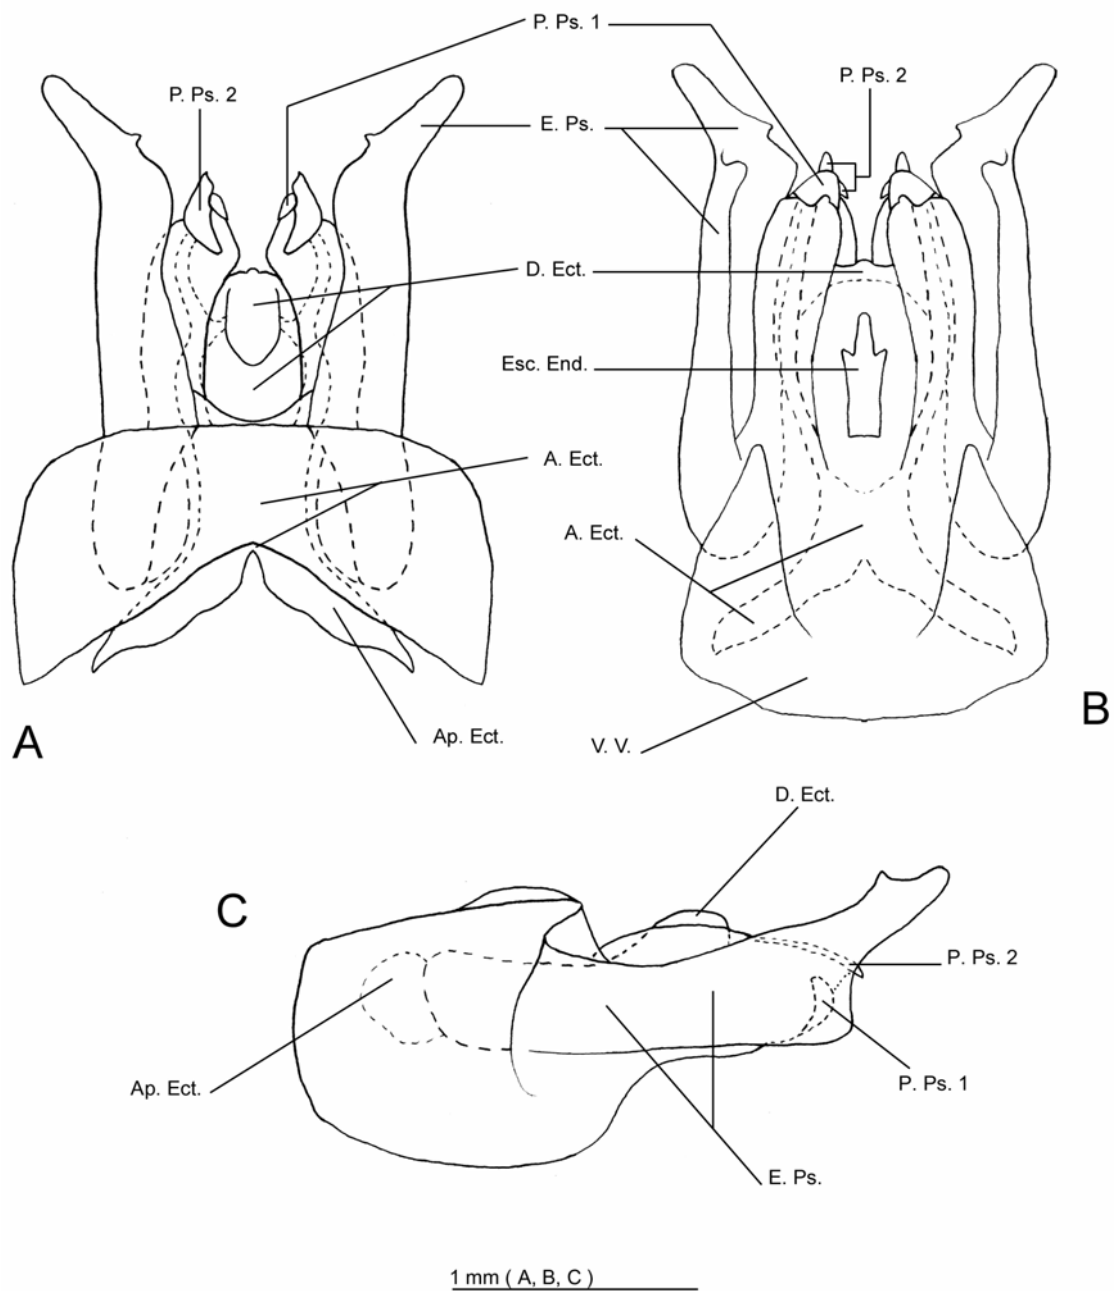 P. Ps. 1
P. Ps. 2
P. Ps. 2
E. Ps.
D. Ect.
Esc. End.
A. Ect.
A. Ect.
Ap. Ect.
V. V.
A
B
D. Ect.
C
P. Ps. 2
Ap. Ect.
P. Ps. 1
E. Ps.
1 mm ( A, B, C )